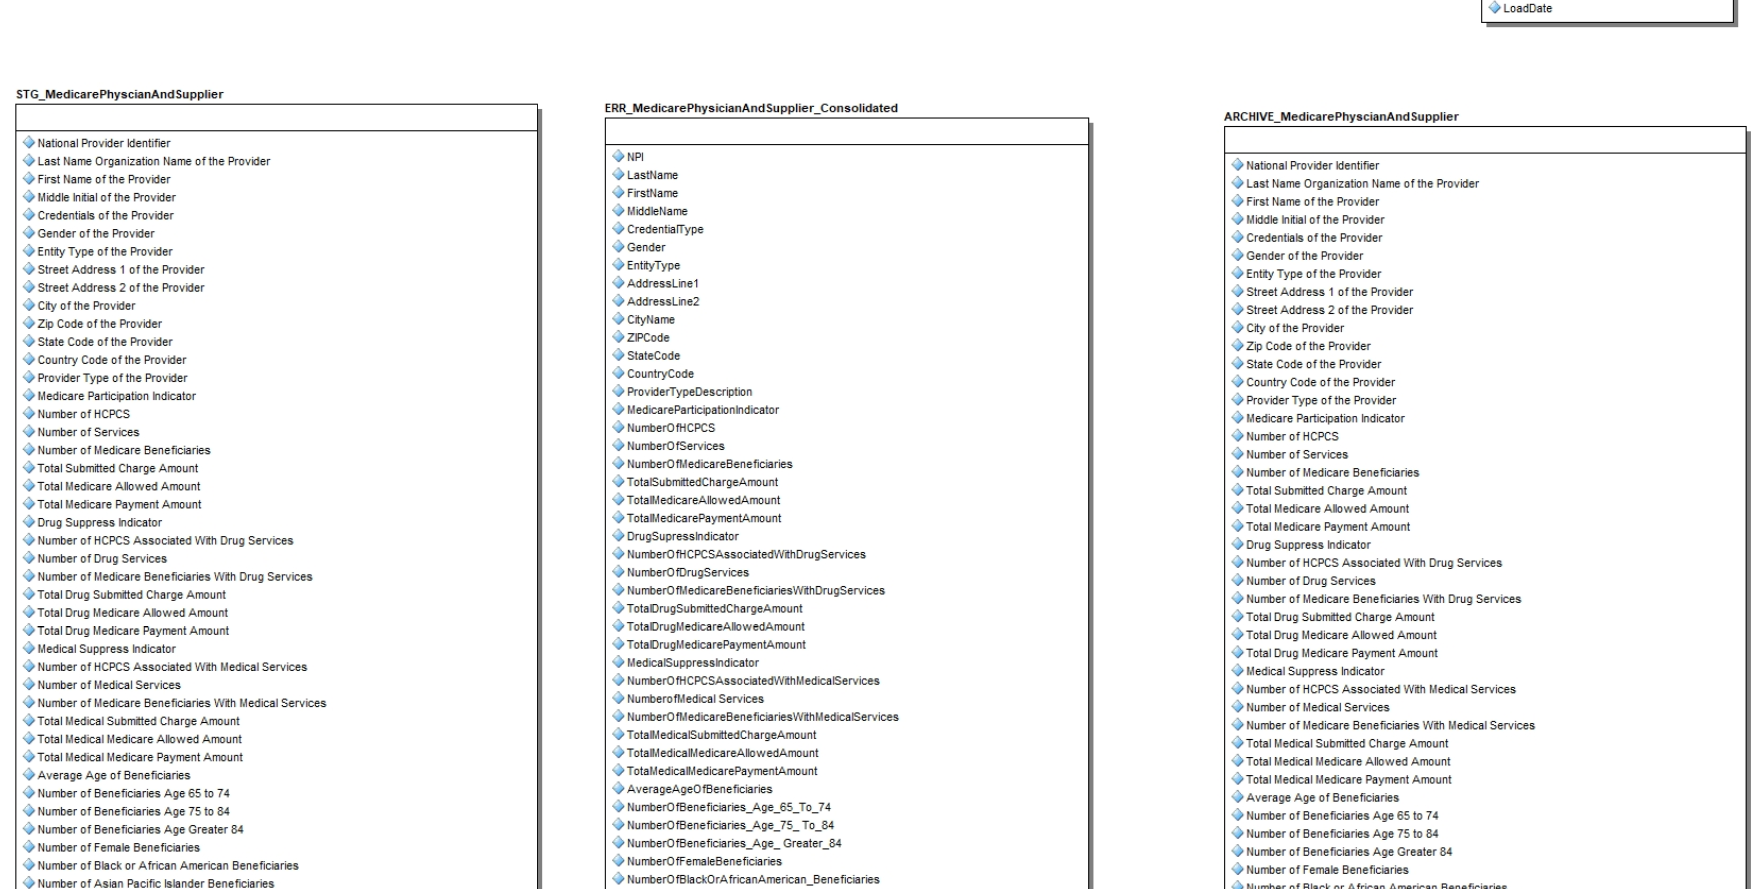 LoadDate
STG_MedicarePhyscianAndSupplier
National Provider Identifier
Last Name Organization Name of the Provider
First Name of the Provider
Middle Initial of the Provider
Credentials of the Provider
Gender of the Provider
Entity Type of the Provider
Street Address 1 of the Provider
Street Address 2 of the Provider
City of the Provider
Zip Code of the Provider
State Code of the Provider
Country Code of the Provider
Provider Type of the Provider
Medicare Participation Indicator
Number of HCPCS
Number of Services
Number of Medicare Beneficiaries
Total Submitted Charge Amount
Total Medicare Allowed Amount
Total Medicare Payment Amount
Drug Suppress Indicator
Number of HCPCS Associated With Drug Services
Number of Drug Services
Number of Medicare Beneficiaries With Drug Services
Total Drug Submitted Charge Amount
Total Drug Medicare Allowed Amount
Total Drug Medicare Payment Amount
Medical Suppress Indicator
Number of HCPCS Associated With Medical Services
Number of Medical Services
Number of Medicare Beneficiaries With Medical Services
Total Medical Submitted Charge Amount
Total Medical Medicare Allowed Amount
Total Medical Medicare Payment Amount
Average Age of Beneficiaries
Number of Beneficiaries Age 65 to 74
Number of Beneficiaries Age 75 to 84
Number of Beneficiaries Age Greater 84
Number of Female Beneficiaries
Number of Black or African American Beneficiaries
Number of Asian Pacific Islander Beneficiaries
ERR_MedicarePhysicianAndSupplier_Consolidated
NPI
LastName
FirstName
MiddleName
CredentialType
Gender
EntityType
AddressLine1
AddressLine2
CityName
ZIPCode
StateCode
CountryCode
ProviderTypeDescription
MedicareParticipationIndicator
NumberOfHCPCS
NumberOfServices
NumberOfMedicareBeneficiaries
TotalSubmittedChargeAmount
TotalMedicareAllowedAmount
TotalMedicarePaymentAmount
DrugSupressIndicator
NumberOfHCPCSAssociatedWithDrugServices
NumberOfDrugServices
NumberOfMedicareBeneficiariesWithDrugServices
TotalDrugSubmittedChargeAmount
TotalDrugMedicareAllowedAmount
TotalDrugMedicarePaymentAmount
MedicalSuppressIndicator
NumberOfHCPCSAssociatedWithMedicalServices
NumberofMedical Services
NumberOfMedicareBeneficiariesWithMedicalServices
TotalMedicalSubmittedChargeAmount
TotalMedicalMedicareAllowedAmount
TotaMedicalMedicarePaymentAmount
AverageAgeOfBeneficiaries
NumberOfBeneficiaries_Age_65_To_74
NumberOfBeneficiaries_Age_75_ To_84
NumberOfBeneficiaries_Age_ Greater_84
NumberOfFemaleBeneficiaries
NumberOfBlackOrAfricanAmerican_Beneficiaries
ARCHIVE_MedicarePhyscianAndSupplier
National Provider Identifier
Last Name Organization Name of the Provider
First Name of the Provider
Middle Initial of the Provider
Credentials of the Provider
Gender of the Provider
Entity Type of the Provider
Street Address 1 of the Provider
Street Address 2 of the Provider
City of the Provider
Zip Code of the Provider
State Code of the Provider
Country Code of the Provider
Provider Type of the Provider
Medicare Participation Indicator
Number of HCPCS
Number of Services
Number of Medicare Beneficiaries
Total Submitted Charge Amount
Total Medicare Allowed Amount
Total Medicare Payment Amount
Drug Suppress Indicator
Number of HCPCS Associated With Drug Services
Number of Drug Services
Number of Medicare Beneficiaries With Drug Services
Total Drug Submitted Charge Amount
Total Drug Medicare Allowed Amount
Total Drug Medicare Payment Amount
Medical Suppress Indicator
Number of HCPCS Associated With Medical Services
Number of Medical Services
Number of Medicare Beneficiaries With Medical Services
Total Medical Submitted Charge Amount
Total Medical Medicare Allowed Amount
Total Medical Medicare Payment Amount
Average Age of Beneficiaries
Number of Beneficiaries Age 65 to 74
Number of Beneficiaries Age 75 to 84
Number of Beneficiaries Age Greater 84
Number of Female Beneficiaries
Number of Black or African American Beneficiaries